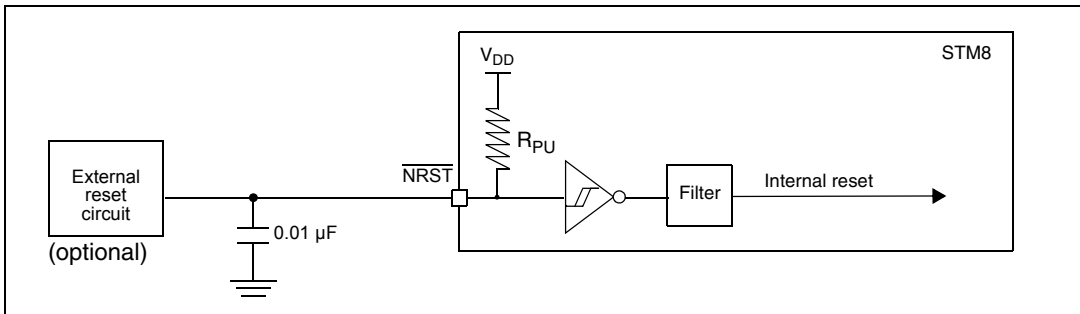 STM8
VDD
RPU
NRST
External
reset
circuit
(optional)
0.01 µF
Filter
Internal reset